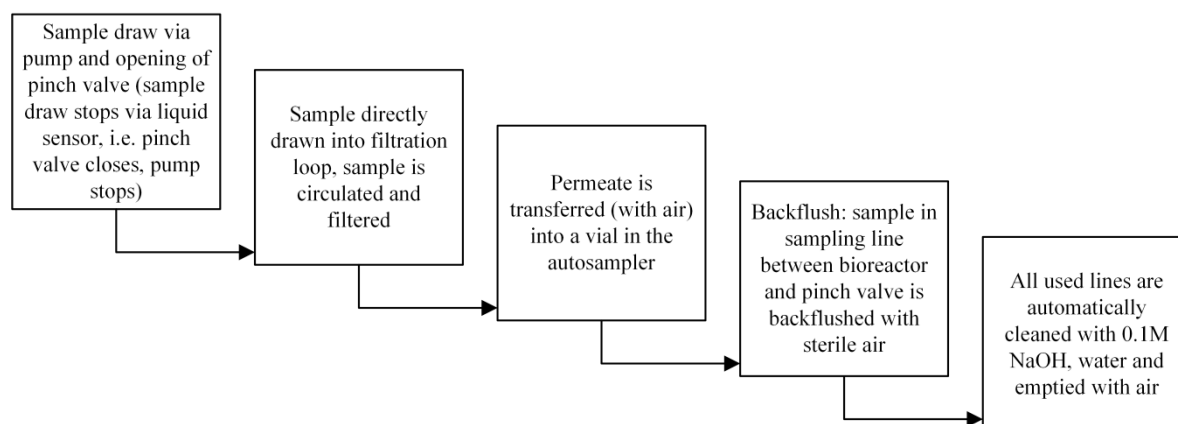 Sample draw via
pump and opening of
pinch valve (sample
draw stops via liquid
sensor, i.e. pinch
valve closes, pump
stops)
Sample directly
drawn into filtration
loop, sample is
circulated and
filtered
Permeate is
transferred (with air)
into a vial in the
autosampler
Backflush: sample in
sampling line
between bioreactor
and pinch valve is
backflushed with
sterile air
All used lines are
automatically
cleaned with 0.1M
NaOH, water and
emptied with air